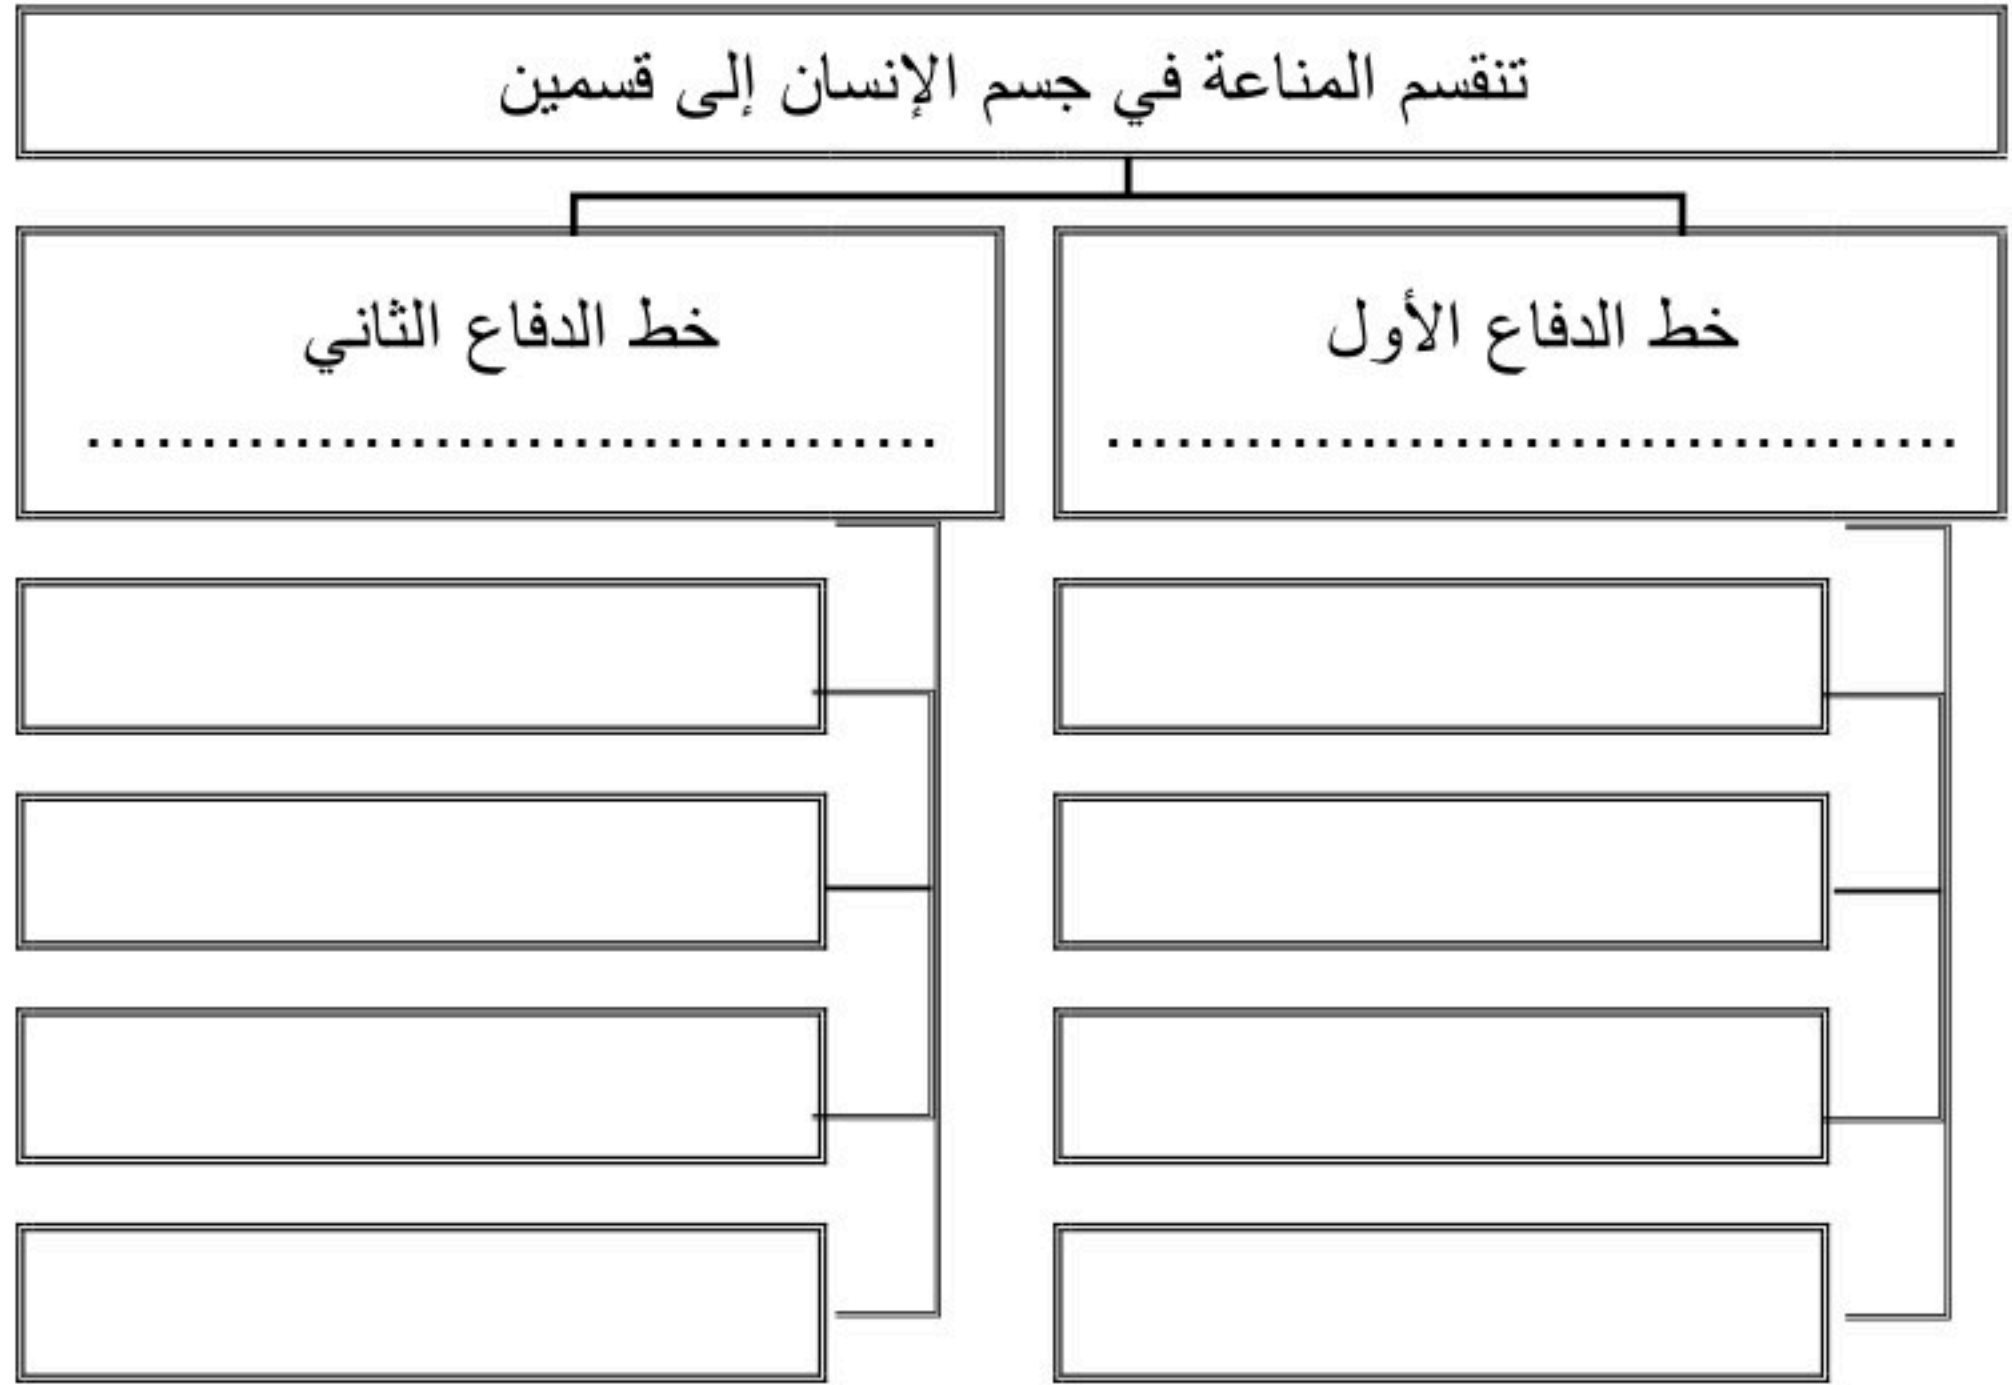 تنقسم المناعة في جسم الإنسان إلى قسمين
خط الدفاع الأول
....................................
خط الدفاع الثاني
....................................